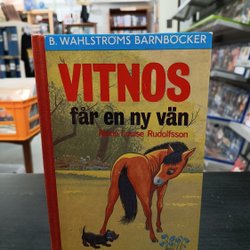 B. WAHLSTRÖMS BARNBÖCKER
VITNOS
får en ny vän
Marie Louise Rudolfsson